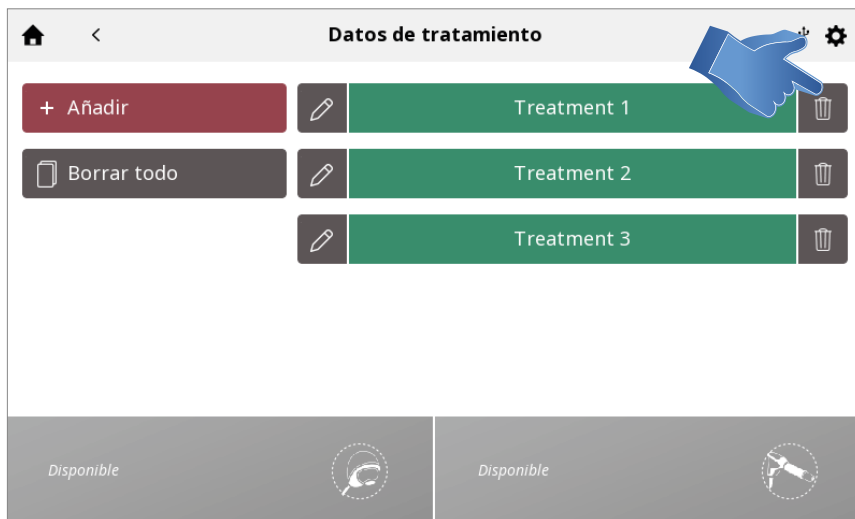 Datos de tratamiento
+ Añadir
Treatment 1
Borrar todo
Treatment 2
Treatment 3
Disponible
Disponible